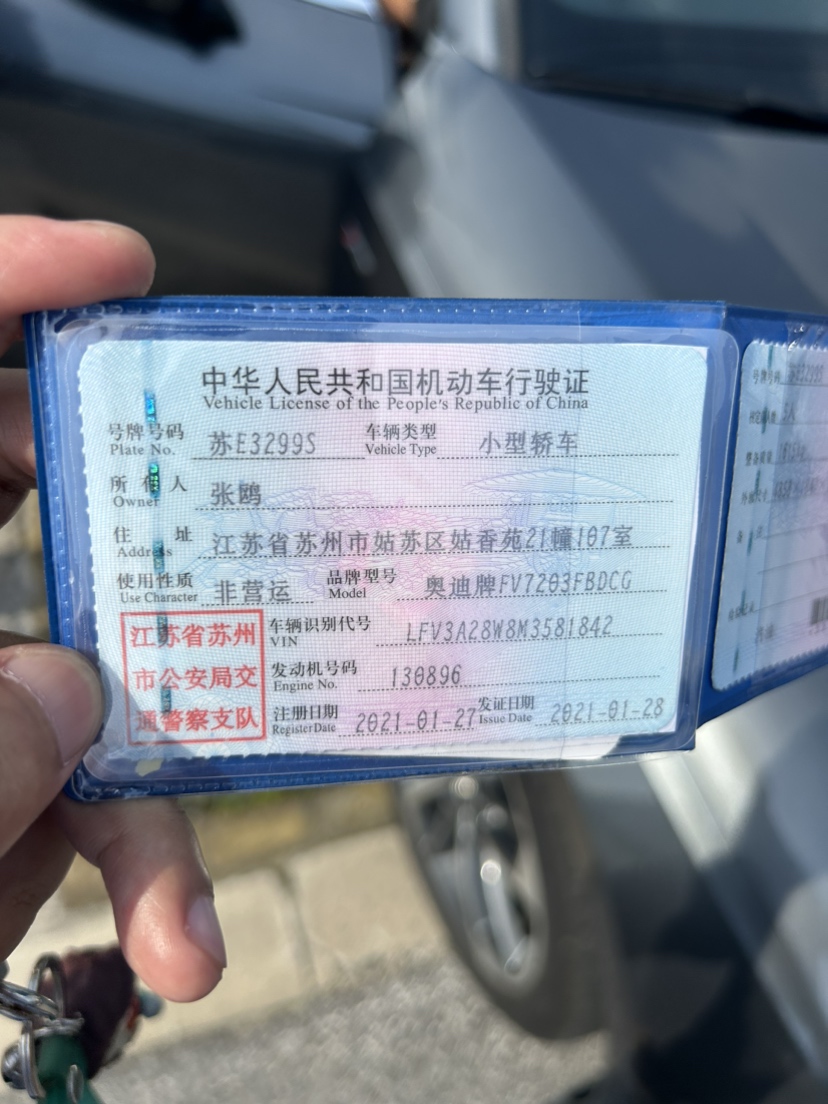 中华人民共和国机动车行驶证
Vehicle License of the People's Republic of China
号牌号码 苏E3299S 车辆类型 小型轿车
Plate No. Vehicle Type
所有人 张鸥
Owner
住址 江苏省苏州市姑苏区姑香苑21幢107室
Address
使用性质 非营运 品牌型号 奥迪牌FV7203FBDCG
Use Character Model
江苏省苏州
市公安局交
通警察支队
车辆识别代号 LFV3A28W8M3581842
VIN
发动机号码 130896
Engine No.
注册日期 2021-01-27 发证日期 2021-01-28
Register Date Issue Date
号牌号码